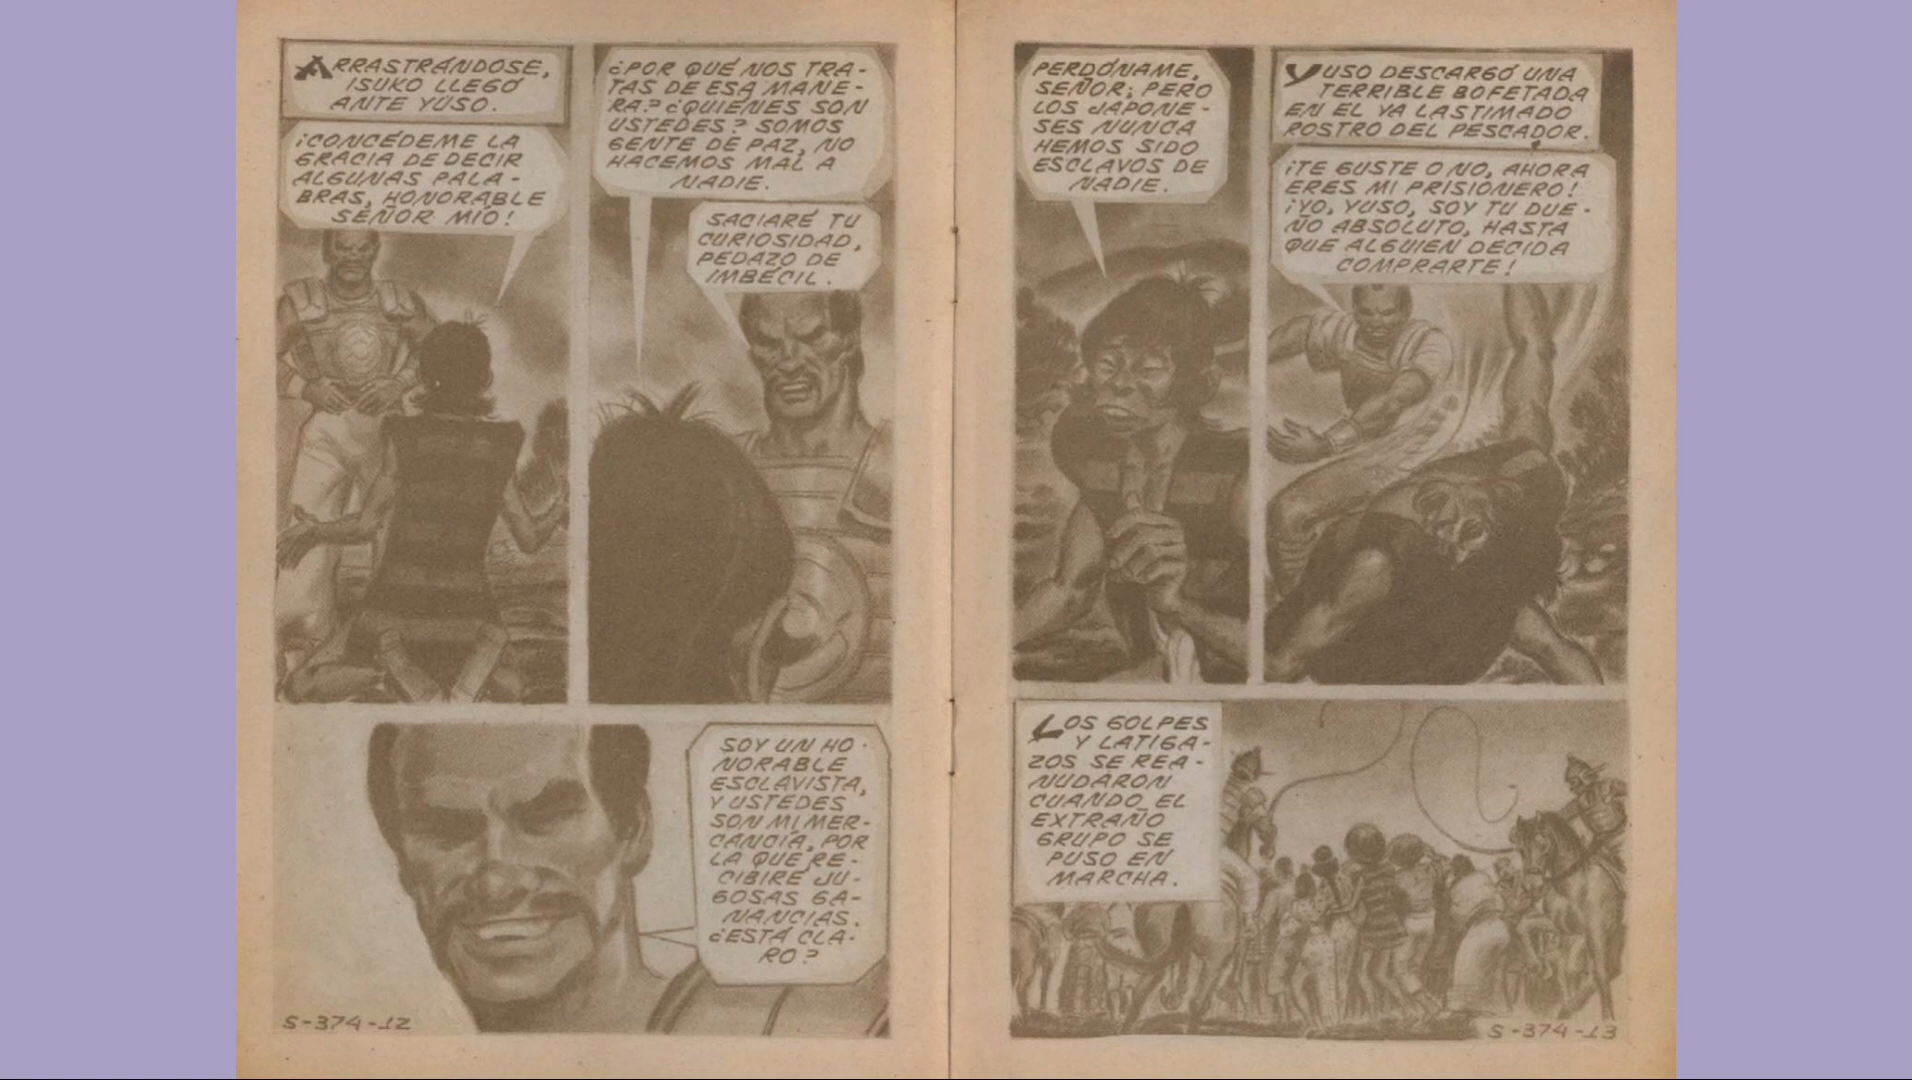 ARRASTRÁNDOSE,
ISUKO LLEGÓ
ANTE YUSO.
¡CONCÉDEME LA
GRACIA DE DECIR
ALGUNAS PALA-
BRAS, HONORABLE
SEÑOR MÍO!
¿POR QUÉ NOS TRA-
TAS DE ESA MANE-
RA? ¿QUIENES SON
USTEDES? SOMOS
GENTE DE PAZ, NO
HACEMOS MAL A
NADIE.
SACIARÉ TU
CURIOSIDAD,
PEDAZO DE
IMBÉCIL.
SOY UN HO-
NORABLE
ESCLAVISTA,
Y USTEDES
SON MI MER-
CANCÍA, POR
LA QUE RE-
CIBIRÉ JU-
GOSAS GA-
NANCIAS.
¿ESTÁ CLA-
RO?
S-374-12
PERDÓNAME,
SEÑOR; PERO
LOS JAPONE-
SES NUNCA
HEMOS SIDO
ESCLAVOS DE
NADIE.
YUSO DESCARGÓ UNA
TERRIBLE BOFETADA
EN EL YA LASTIMADO
ROSTRO DEL PESCADOR.
¡TE GUSTE O NO, AHORA
ERES MI PRISIONERO!
¡YO, YUSO, SOY TU DUE-
ÑO ABSOLUTO, HASTA
QUE ALGUIEN DECIDA
COMPRARTE!
LOS GOLPES
Y LATIGA-
ZOS SE REA-
NUDARON
CUANDO EL
EXTRAÑO
GRUPO SE
PUSO EN
MARCHA.
S-374-13